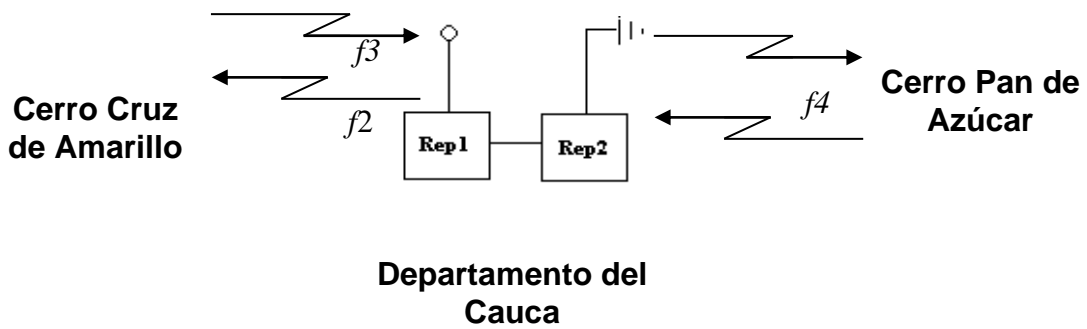 f3
f2
Cerro Cruz
de Amarillo
Rep1
Rep2
f4
Cerro Pan de
Azúcar
Departamento del
Cauca